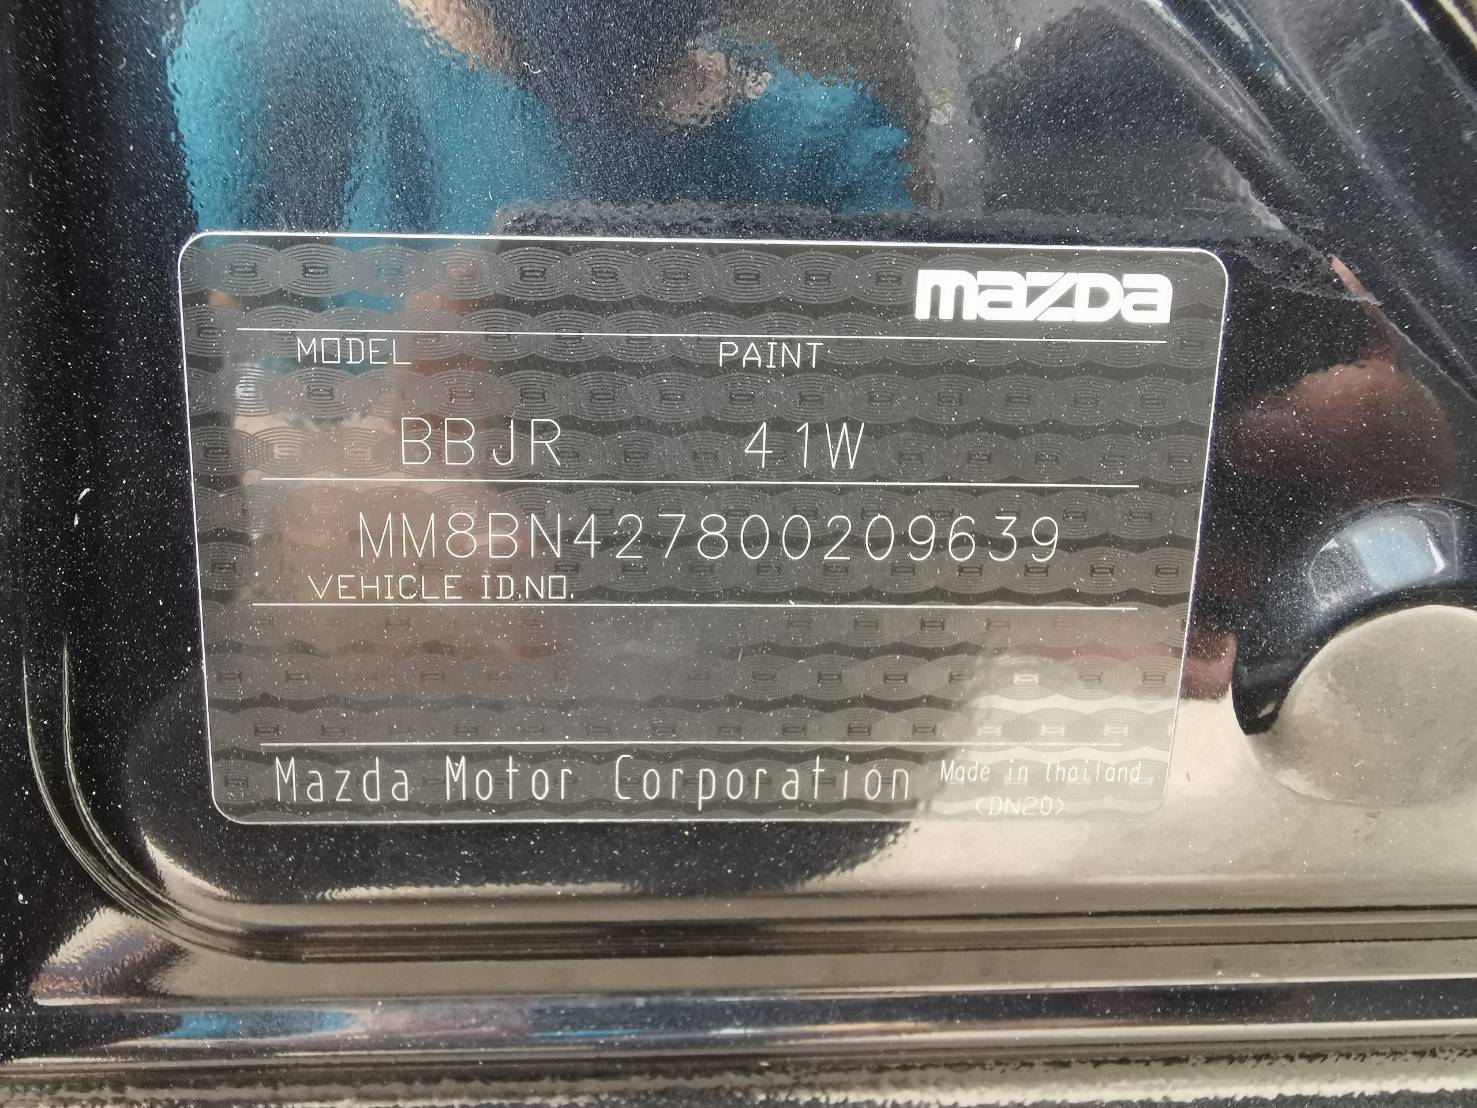 mazda
MODEL PAINT
BBJR 41W
MM8BN427800209639
VEHICLE ID.NO.
Mazda Motor Corporation Made in thailand
<DN20>